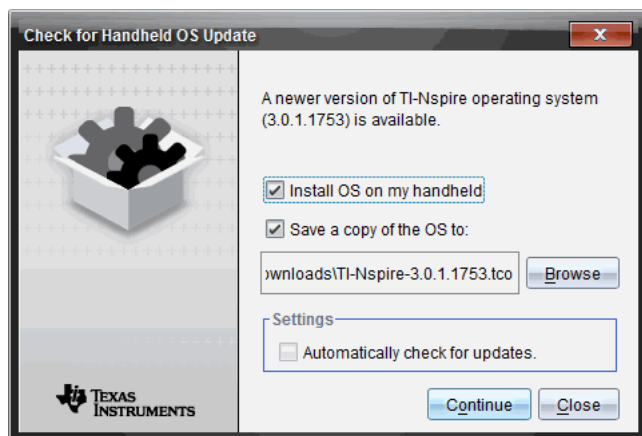 Check for Handheld OS Update
A newer version of TI-Nspire operating system
(3.0.1.1753) is available.
Install OS on my handheld
Save a copy of the OS to:
ownloads\TI-Nspire-3.0.1.1753.tco
Browse
Settings
Automatically check for updates.
TEXAS
INSTRUMENTS
Continue
Close